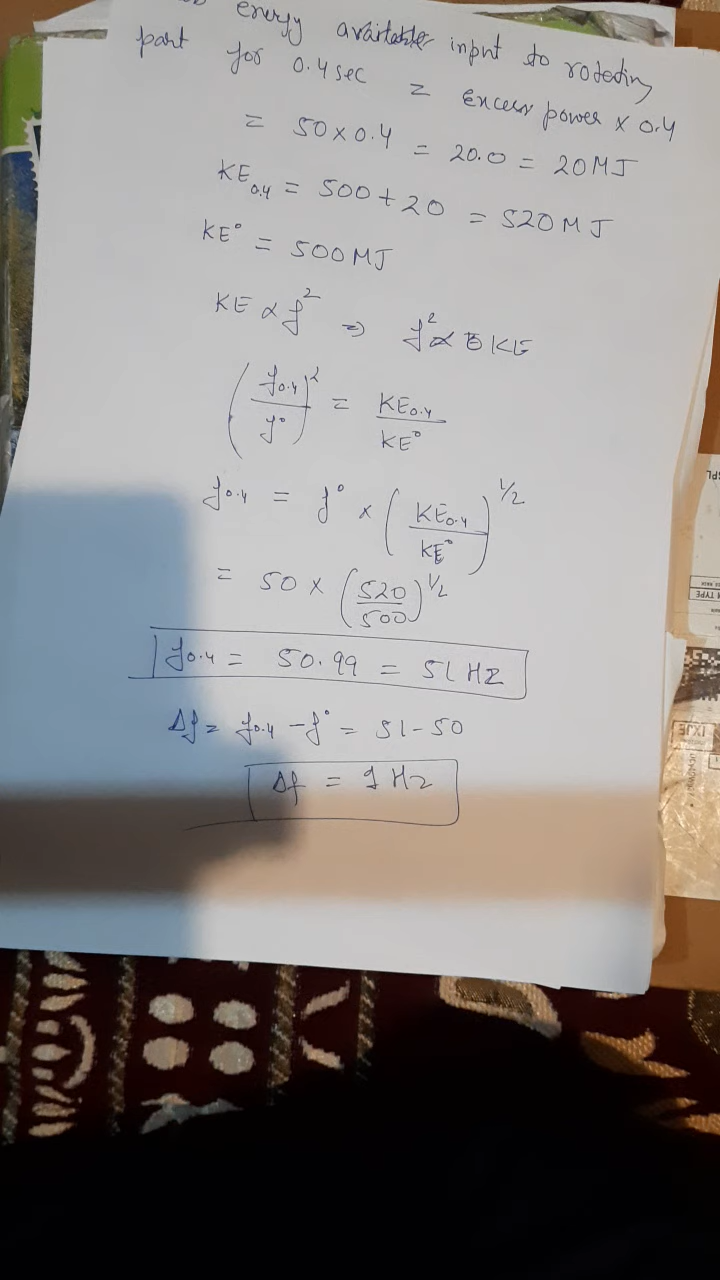 energy available input to rotating
part for 0.4 sec = excess power x 0.4
= 50 x 0.4 = 20.0 = 20 MJ
KE0.4 = 500 + 20 = 520 MJ
KE° = 500 MJ
KE ∝ f² ⇒ f² ∝ KE
(f0.4 / f°)² = KE0.4 / KE°
f0.4 = f° x (KE0.4 / KE°)^1/2
= 50 x (520 / 500)^1/2
f0.4 = 50.99 = 51 HZ
Δf = f0.4 - f° = 51 - 50
Δf = 1 Hz
TYPE